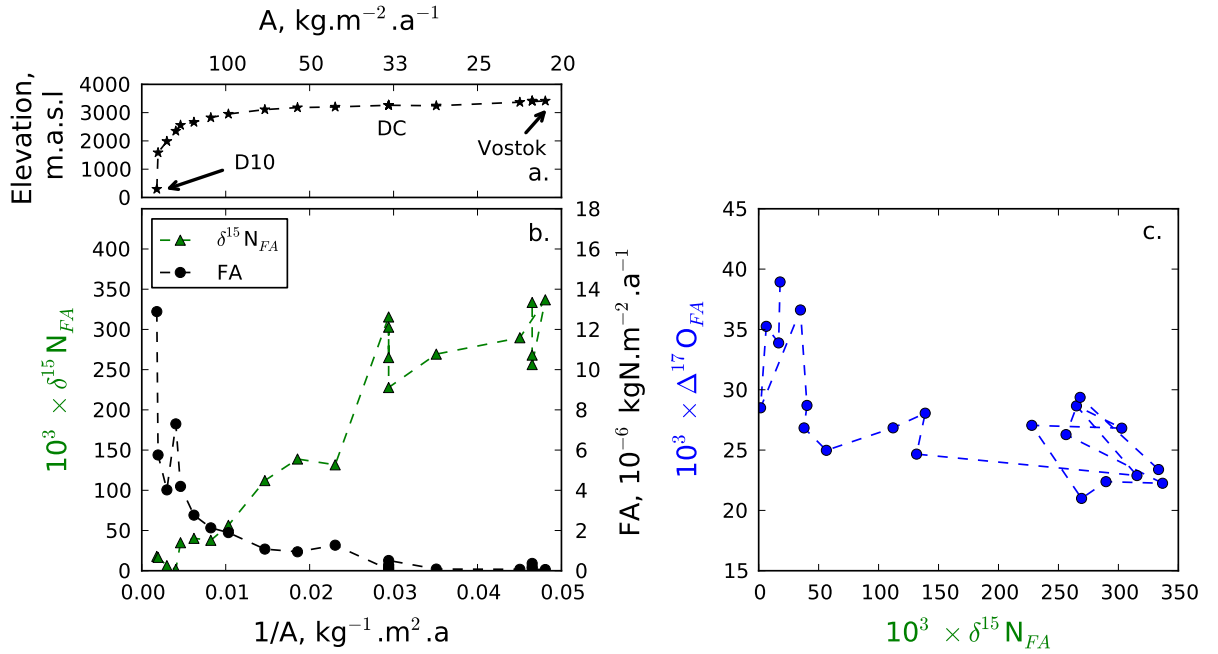 A, kg.m⁻².a⁻¹
100 50 33 25 20
Elevation,
m.a.s.l
4000
3000
2000
1000
0
D10
DC
Vostok
a.
10³ × δ¹⁵N_FA
400
350
300
250
200
150
100
50
0
δ¹⁵N_FA
FA
b.
18
16
14
12
10
8
6
4
2
0
FA, 10⁻⁶ kgN.m⁻².a⁻¹
0.00 0.01 0.02 0.03 0.04 0.05
1/A, kg⁻¹.m².a
10³ × Δ¹⁷O_FA
45
40
35
30
25
20
15
c.
0 50 100 150 200 250 300 350
10³ × δ¹⁵N_FA